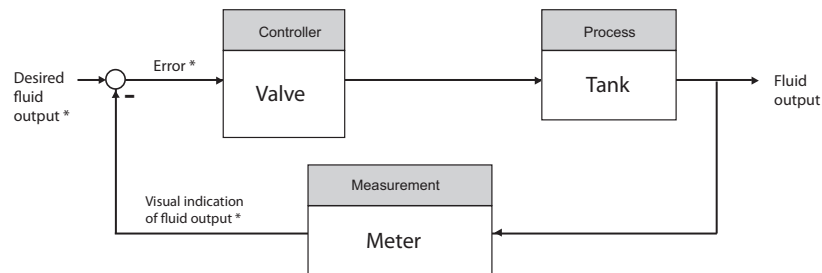 Controller
Process
Desired
fluid
output *
Error *
Valve
Tank
Fluid
output
Measurement
Visual indication
of fluid output *
Meter